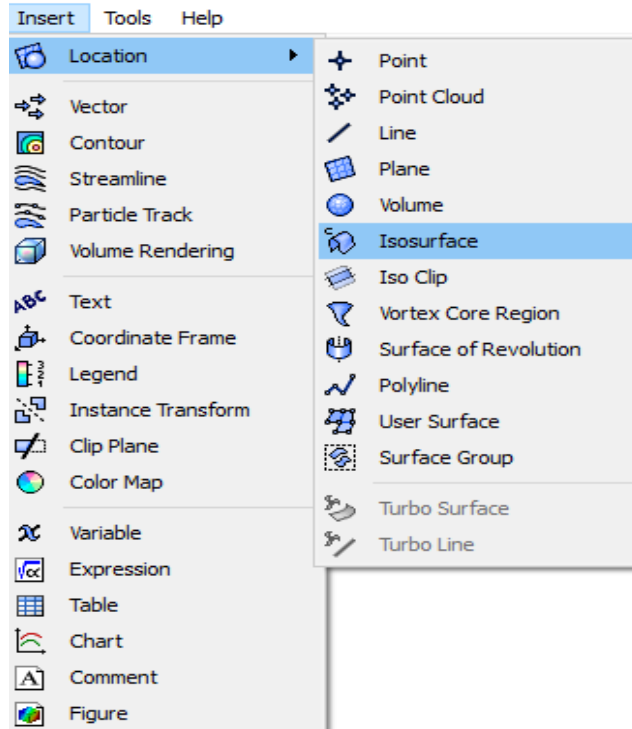 Insert Tools Help
Location
Vector
Contour
Streamline
Particle Track
Volume Rendering
ABC Text
Coordinate Frame
Legend
Instance Transform
Clip Plane
Color Map
Variable
Expression
Table
Chart
A Comment
Figure
Point
Point Cloud
Line
Plane
Volume
Isosurface
Iso Clip
Vortex Core Region
Surface of Revolution
Polyline
User Surface
Surface Group
Turbo Surface
Turbo Line